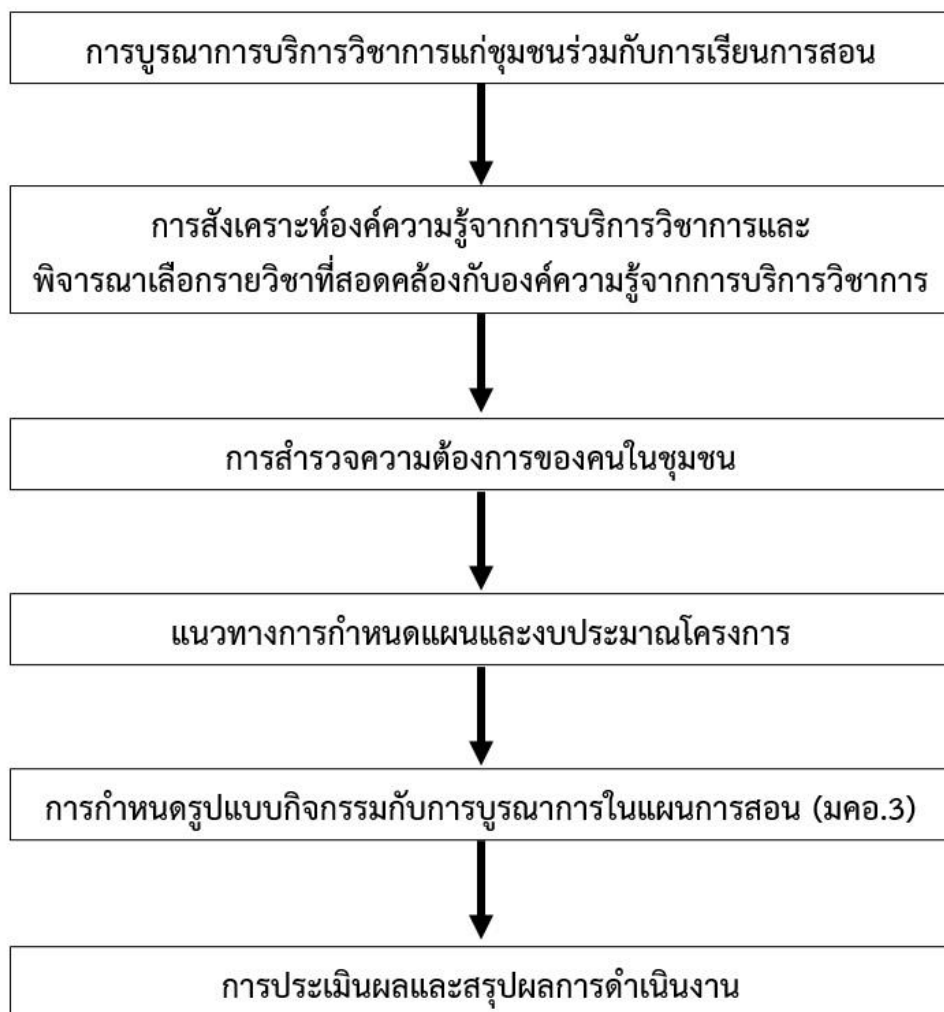 การบูรณาการบริการวิชาการแก่ชุมชนร่วมกับการเรียนการสอน
การสังเคราะห์องค์ความรู้จากการบริการวิชาการและ
พิจารณาเลือกรายวิชาที่สอดคล้องกับองค์ความรู้จากการบริการวิชาการ
การสำรวจความต้องการของคนในชุมชน
แนวทางการกำหนดแผนและงบประมาณโครงการ
การกำหนดรูปแบบกิจกรรมกับการบูรณาการในแผนการสอน (มคอ.3)
การประเมินผลและสรุปผลการดำเนินงาน